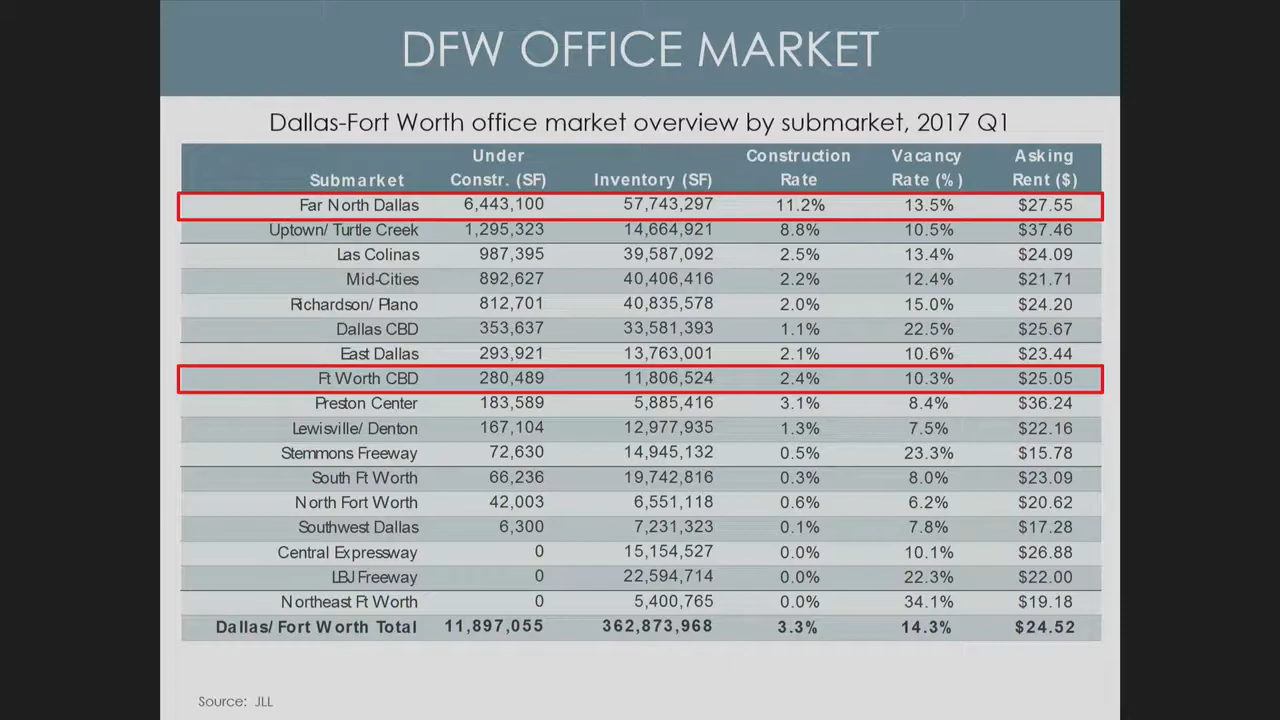 DFW OFFICE MARKET
Dallas-Fort Worth office market overview by submarket, 2017 Q1
Under Construction Vacancy Asking
Submarket Constr. (SF) Inventory (SF) Rate Rate (%) Rent ($)
Far North Dallas 6,443,100 57,743,297 11.2% 13.5% $27.55
Uptown/ Turtle Creek 1,295,323 14,664,921 8.8% 10.5% $37.46
Las Colinas 987,395 39,587,092 2.5% 13.4% $24.09
Mid-Cities 892,627 40,406,416 2.2% 12.4% $21.71
Richardson/ Plano 812,701 40,835,578 2.0% 15.0% $24.20
Dallas CBD 353,637 33,581,393 1.1% 22.5% $25.67
East Dallas 293,921 13,763,001 2.1% 10.6% $23.44
Ft Worth CBD 280,489 11,806,524 2.4% 10.3% $25.05
Preston Center 183,589 5,885,416 3.1% 8.4% $36.24
Lewisville/ Denton 167,104 12,977,935 1.3% 7.5% $22.16
Stemmons Freeway 72,630 14,945,132 0.5% 23.3% $15.78
South Ft Worth 66,236 19,742,816 0.3% 8.0% $23.09
North Fort Worth 42,003 6,551,118 0.6% 6.2% $20.62
Southwest Dallas 6,300 7,231,323 0.1% 7.8% $17.28
Central Expressway 0 15,154,527 0.0% 10.1% $26.88
LBJ Freeway 0 22,594,714 0.0% 22.3% $22.00
Northeast Ft Worth 0 5,400,765 0.0% 34.1% $19.18
Dallas/ Fort Worth Total 11,897,055 362,873,968 3.3% 14.3% $24.52
Source: JLL